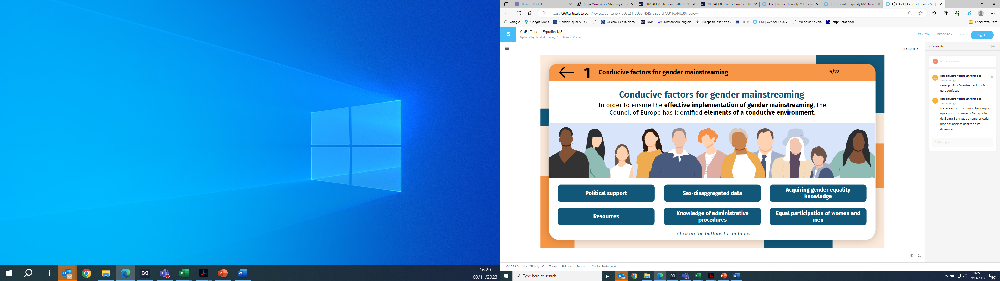 16:29
09/11/2023
Home - Portail
https://rm.coe.int/steering-com
2023AO68 - bids submitted - Ne
2023AO68 - bids submitted - Ne
CoE | Gender Equality M1 | Revie
CoE | Gender Equality M2 | Revie
CoE | Gender Equality M3 |
https://360.articulate.com/review/content/7fb0ec21-d060-45f5-8266-d73316b44b39/review
Google
Google Maps
Gender Equality - C...
Sexism: See it. Nam...
DMS
Dictionnaire anglais
European Institute f...
HELP
CoE | Gender Equali...
Au boulot à vélo
https--static.coe
Other favourites
CoE | Gender Equality M3
Updated by Blended Training 01 - Current Version
REVIEW
FEEDBACK
Sign In
RESOURCES
1 Conducive factors for gender mainstreaming 5/27
Conducive factors for gender mainstreaming
In order to ensure the effective implementation of gender mainstreaming, the
Council of Europe has identified elements of a conducive environment:
Political support
Sex-disaggregated data
Acquiring gender equality
knowledge
Resources
Knowledge of administrative
procedures
Equal participation of women and
men
Click on the buttons to continue.
Comments
Add a comment...
daniela.vieira@blendedtraining.pt
2 months ago
rever paginação entre 5 e 11 pois
gera confusão
daniela.vieira@blendedtraining.pt
2 months ago
tratar as 6 boxes como se fossem pop
ups e passar a numeração da pagina
de 5 para 6 em vez de numerar cada
uma das páginas dentro desta
dinâmica
Add a reply...
© 2023 Articulate Global, LLC
Terms
Privacy
Support
Cookie Preferences
Type here to search
16:29
09/11/2023
30